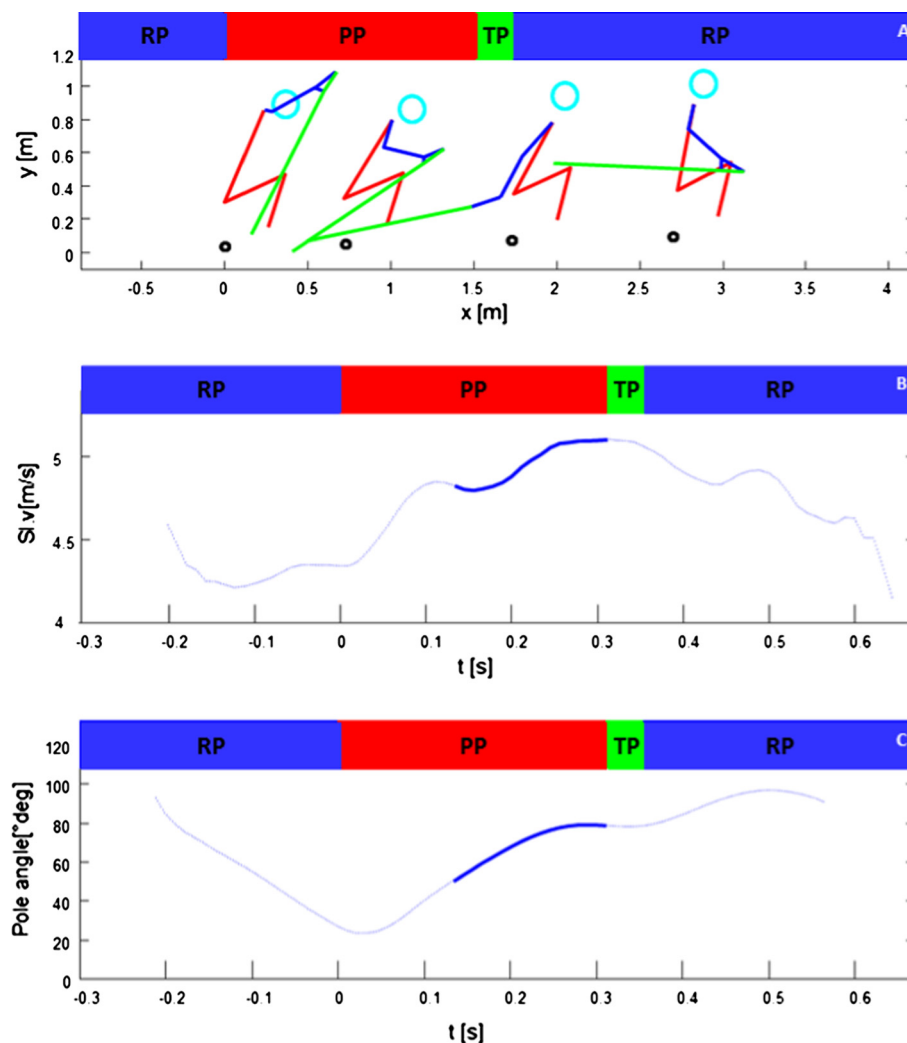 RP PP TP RP A
1.2
1
0.8
0.6
0.4
0.2
0
y [m]
-0.5 0 0.5 1 1.5 2 2.5 3 3.5 4
x [m]
RP PP TP RP B
5
4.5
4
Sl.v[m/s]
-0.3 -0.2 -0.1 0 0.1 0.2 0.3 0.4 0.5 0.6
t [s]
RP PP TP RP C
120
100
80
60
40
20
0
Pole angle[°deg]
-0.3 -0.2 -0.1 0 0.1 0.2 0.3 0.4 0.5 0.6
t [s]